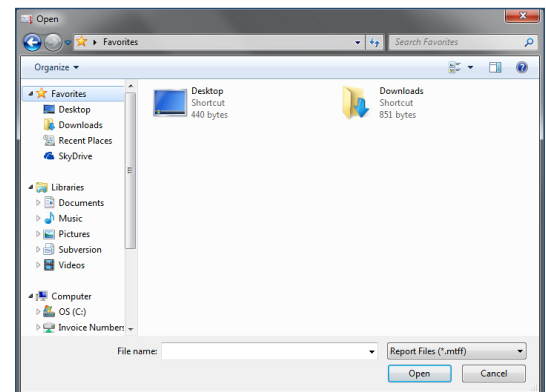 Open
Favorites
Search Favorites
Organize
Favorites
Desktop
Downloads
Recent Places
SkyDrive
Libraries
Documents
Music
Pictures
Subversion
Videos
Computer
OS (C:)
Invoice Numbers
Desktop
Shortcut
440 bytes
Downloads
Shortcut
851 bytes
File name:
Report Files (*.mtff)
Open
Cancel